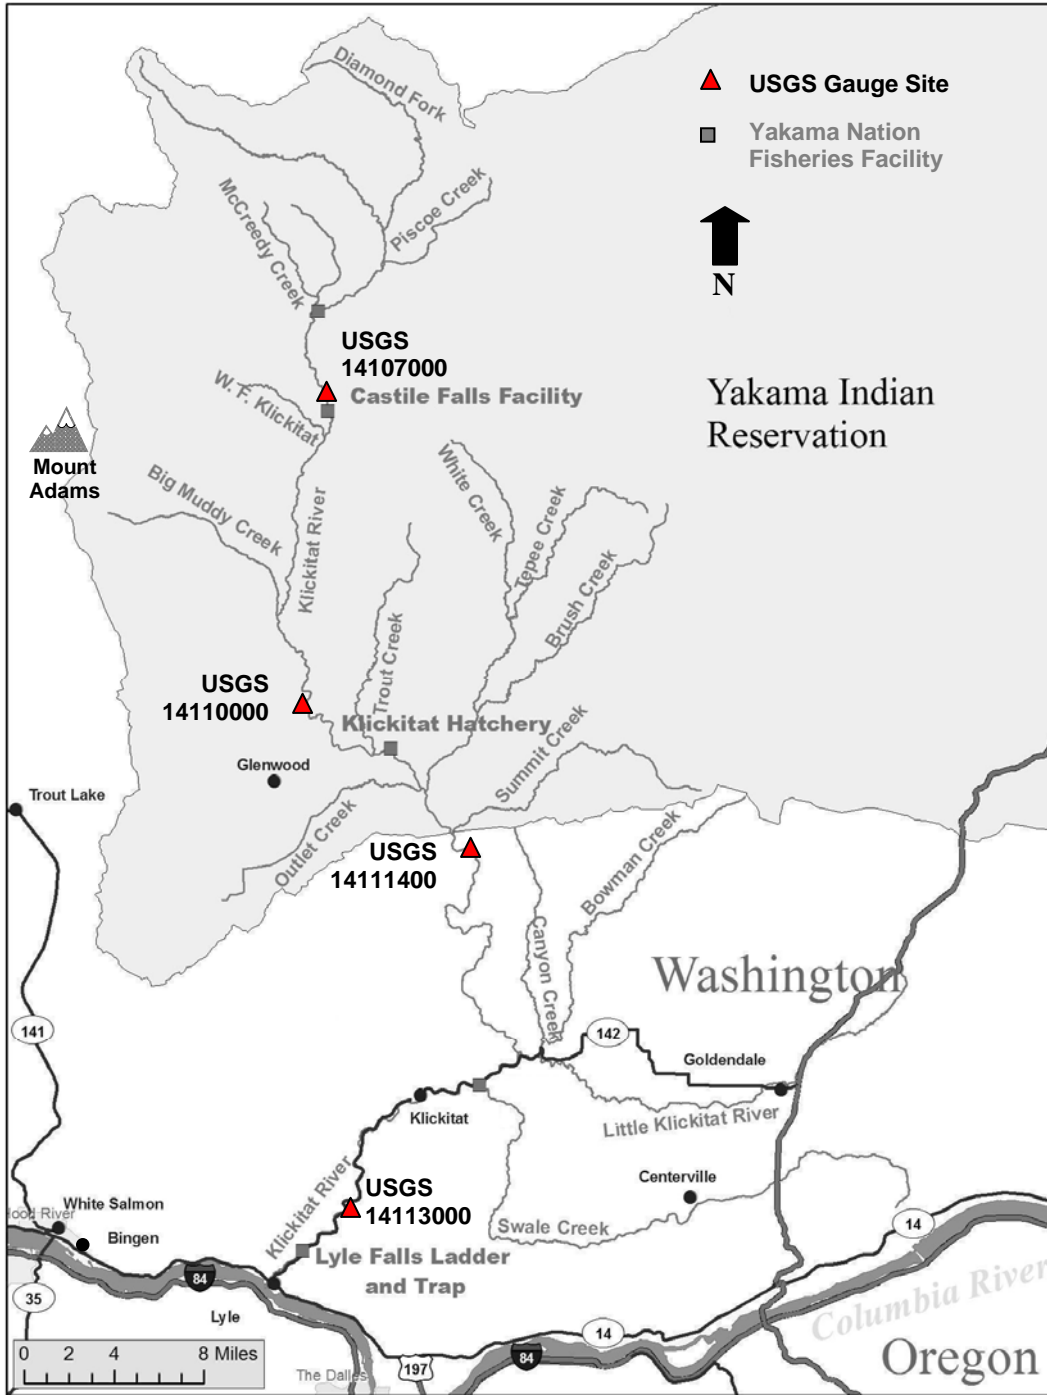 Diamond Fork
USGS Gauge Site
Yakama Nation
Fisheries Facility
N
McCreedy Creek
Piscoe Creek
USGS
14107000
Castile Falls Facility
W. F. Klickitat
Yakama Indian
Reservation
Mount
Adams
Big Muddy Creek
Klickitat River
White Creek
Tepee Creek
Brush Creek
Trout Creek
USGS
14110000
Klickitat Hatchery
Glenwood
Summit Creek
Trout Lake
Outlet Creek
USGS
14111400
Bowman Creek
Canyon Creek
Washington
141
142
Goldendale
Klickitat
Little Klickitat River
Centerville
Klickitat River
USGS
14113000
White Salmon
Hood River
Bingen
Swale Creek
14
Lyle Falls Ladder
and Trap
84
35
Lyle
Columbia River
14
84
197
Oregon
0 2 4 8 Miles
The Dalles